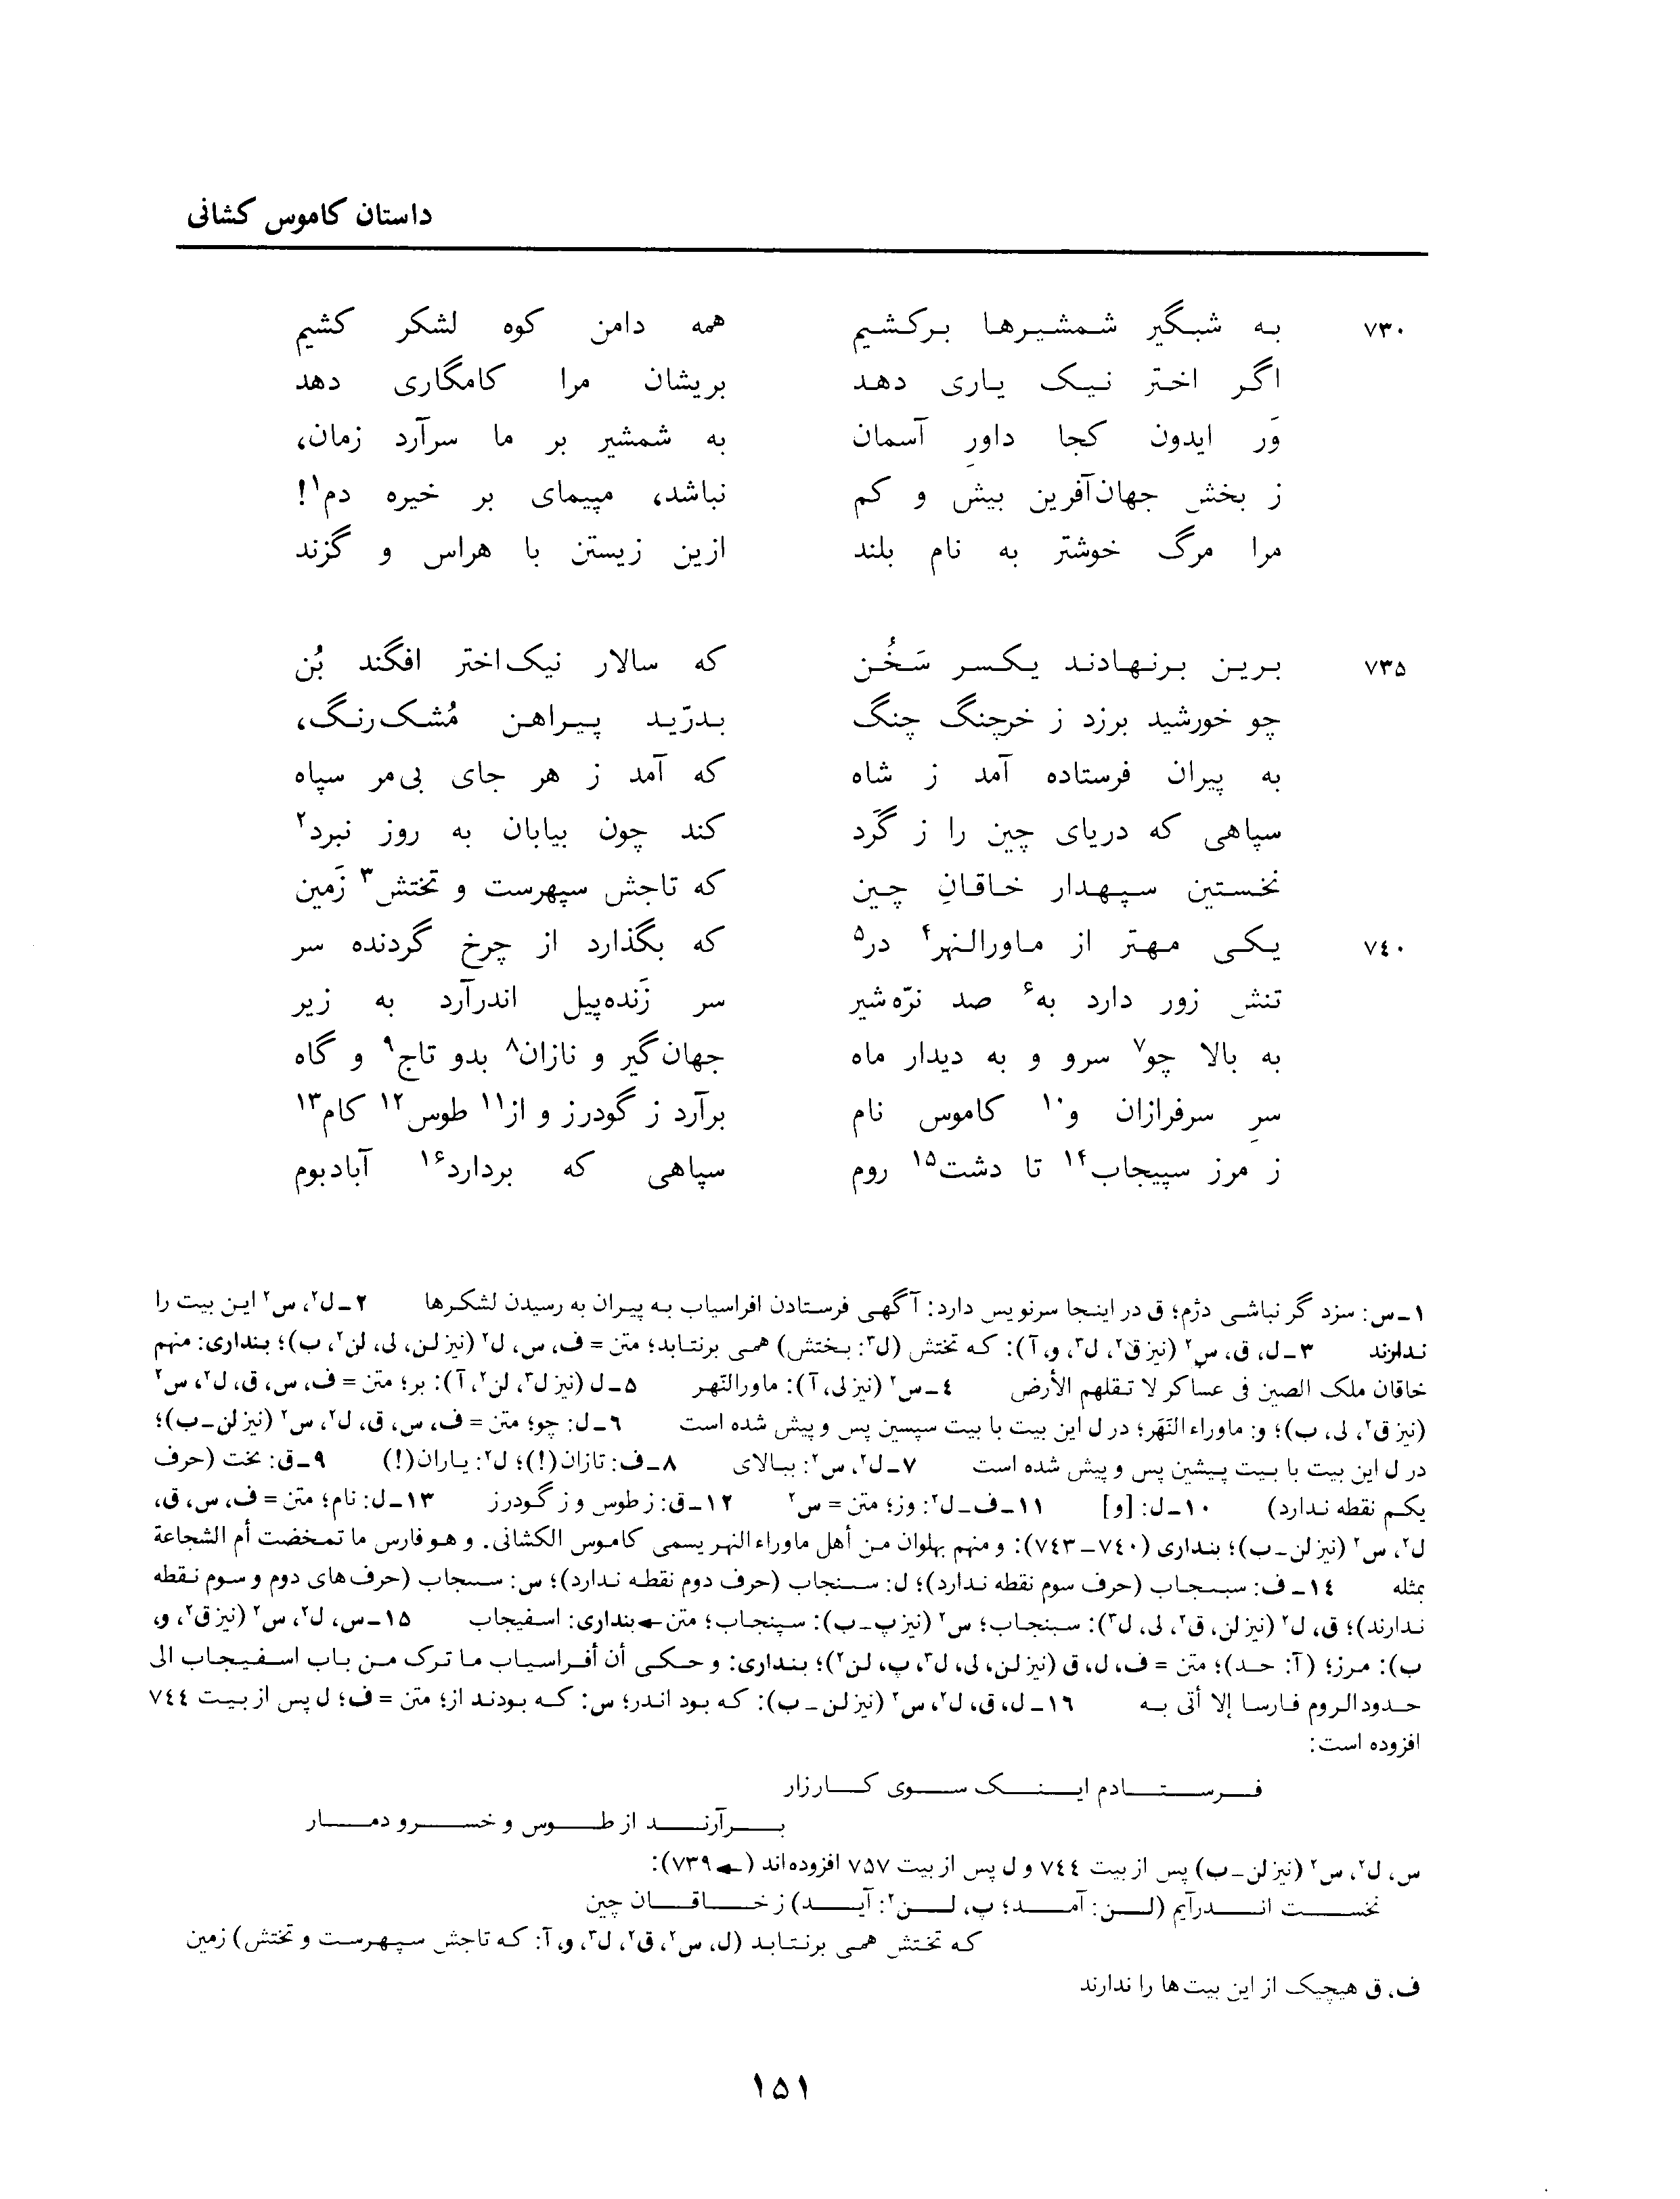 داستان کاموس کشانی
۷۳۰ به شبگیر شمشیرها برکشیم همه دامن کوه لشکر کشیم
اگر اختر نیک یاری دهد بریشان مرا کامگاری دهد
وَر ایدون کجا داورِ آسمان به شمشیر بر ما سرآرد زمان،
ز بخش جهان‌آفرین بیش و کم نباشد، مپیمای بر خیره دم۱!
مرا مرگ خوشتر به نام بلند ازین زیستن با هراس و گزند
۷۳۵ برین برنهادند یکسر سَخُن که سالار نیک‌اختر افگند بُن
چو خورشید برزد ز خرچنگ چنگ بدرّید پیراهن مُشک‌رنگ،
به پیران فرستاده آمد ز شاه که آمد ز هر جای بی‌مر سپاه
سپاهی که دریای چین را ز گَرد کند چون بیابان به روز نبرد۲
نخستین سپهدار خاقانِ چین که تاجش سپهرست و تختش۳ زَمین
۷۴۰ یکی مهتر از ماورالنهر۴ در۵ که بگذارد از چرخ گردنده سر
تنش زور دارد به۶ صد نرّه‌شیر سر زَنده‌پیل اندرآرد به زیر
به بالا چو۷ سرو و به دیدار ماه جهان‌گیر و نازان۸ بدو تاج۹ و گاه
سرِ سرفرازان و۱۰ کاموس نام برآرد ز گودرز و از۱۱ طوس۱۲ کام۱۳
ز مرز سپیجاب۱۴ تا دشت۱۵ روم سپاهی که بردارد۱۶ آبادبوم
۱ـ س: سزد گر نباشی دژم؛ ق در اینجا سرنویس دارد: آگهی فرستادن افراسیاب به پیران به رسیدن لشکرها ۲ـ ل۲، س۲ این بیت را
ندارند ۳ـ ل، ق، س۲ (نیز ق۲، ل۳، و، آ): که تختش (ل۳: بختش) همی برنتابد؛ متن = ف، س، ل۲ (نیز لن، لی، لن۲، ب)؛ بنداری: منهم
خاقان ملک الصین فی عساکر لا تقلهم الأرض ۴ـ س۲ (نیز لی، آ): ماورالنّهر ۵ـ ل (نیز ل۳، لن۲، آ): بر؛ متن = ف، س، ق، ل۲، س۲
(نیز ق۲، لی، ب)؛ و: ماوراء النَهَر؛ در ل این بیت با بیت سپسین پس و پیش شده است ۶ـ ل: چو؛ متن = ف، س، ق، ل۲، س۲ (نیز لن ـ ب)؛
در ل این بیت با بیت پیشین پس و پیش شده است ۷ـ ل۲، س۲: ببالای ۸ـ ف: تازان(!)؛ ل۲: یاران(!) ۹ـ ق: بخت (حرف
یکم نقطه ندارد) ۱۰ـ ل: [و] ۱۱ـ ف ـ ل۲: وز؛ متن = س۲ ۱۲ـ ق: ز طوس و ز گودرز ۱۳ـ ل: نام؛ متن = ف، س، ق،
ل۲، س۲ (نیز لن ـ ب)؛ بنداری (۷۴۰ ـ ۷۴۳): و منهم بهلوان من أهل ماوراء النهر یسمی کاموس الکشانی. و هو فارس ما تمخضت أم الشجاعة
بمثله ۱۴ـ ف: (حرف سوم نقطه ندارد)؛ ل: (حرف دوم نقطه ندارد)؛ س: (حرف‌های دوم و سوم نقطه
ندارند)؛ ق، ل۲ (نیز لن، ق۲، لی، ل۳): سبنجاب؛ س۲ (نیز پ ـ ب): سپنجاب؛ متن ← بنداری: اسفیجاب ۱۵ـ س، ل۲، س۲ (نیز ق۲، و،
ب): مرز؛ (آ: حد)؛ متن = ف، ل، ق (نیز لن، لی، ل۳، پ، لن۲)؛ بنداری: و حکی أن أفراسیاب ما ترک من باب اسفیجاب الی
حدود الروم فارسا إلا أتی به ۱۶ـ ل، ق، ل۲، س۲ (نیز لن ـ ب): که بود اندر؛ س: که بودند از؛ متن = ف؛ ل پس از بیت ۷۴۴
افزوده است:
فرستادم اینک سوی کارزار
برآرند از طوس و خسرو دمار
س، ل۲، س۲ (نیز لن ـ ب) پس از بیت ۷۴۴ و ل پس از بیت ۷۵۷ افزوده‌اند (← ۷۳۹):
نخست اندرآیم (لن: آمد؛ پ، لن۲: آید) ز خاقان چین
که تختش همی برنتابد (ل، س۲، ق۲، ل۳، و، آ: که تاجش سپهرست و تختش) زمین
ف، ق هیچیک از این بیت‌ها را ندارند
۱۵۱